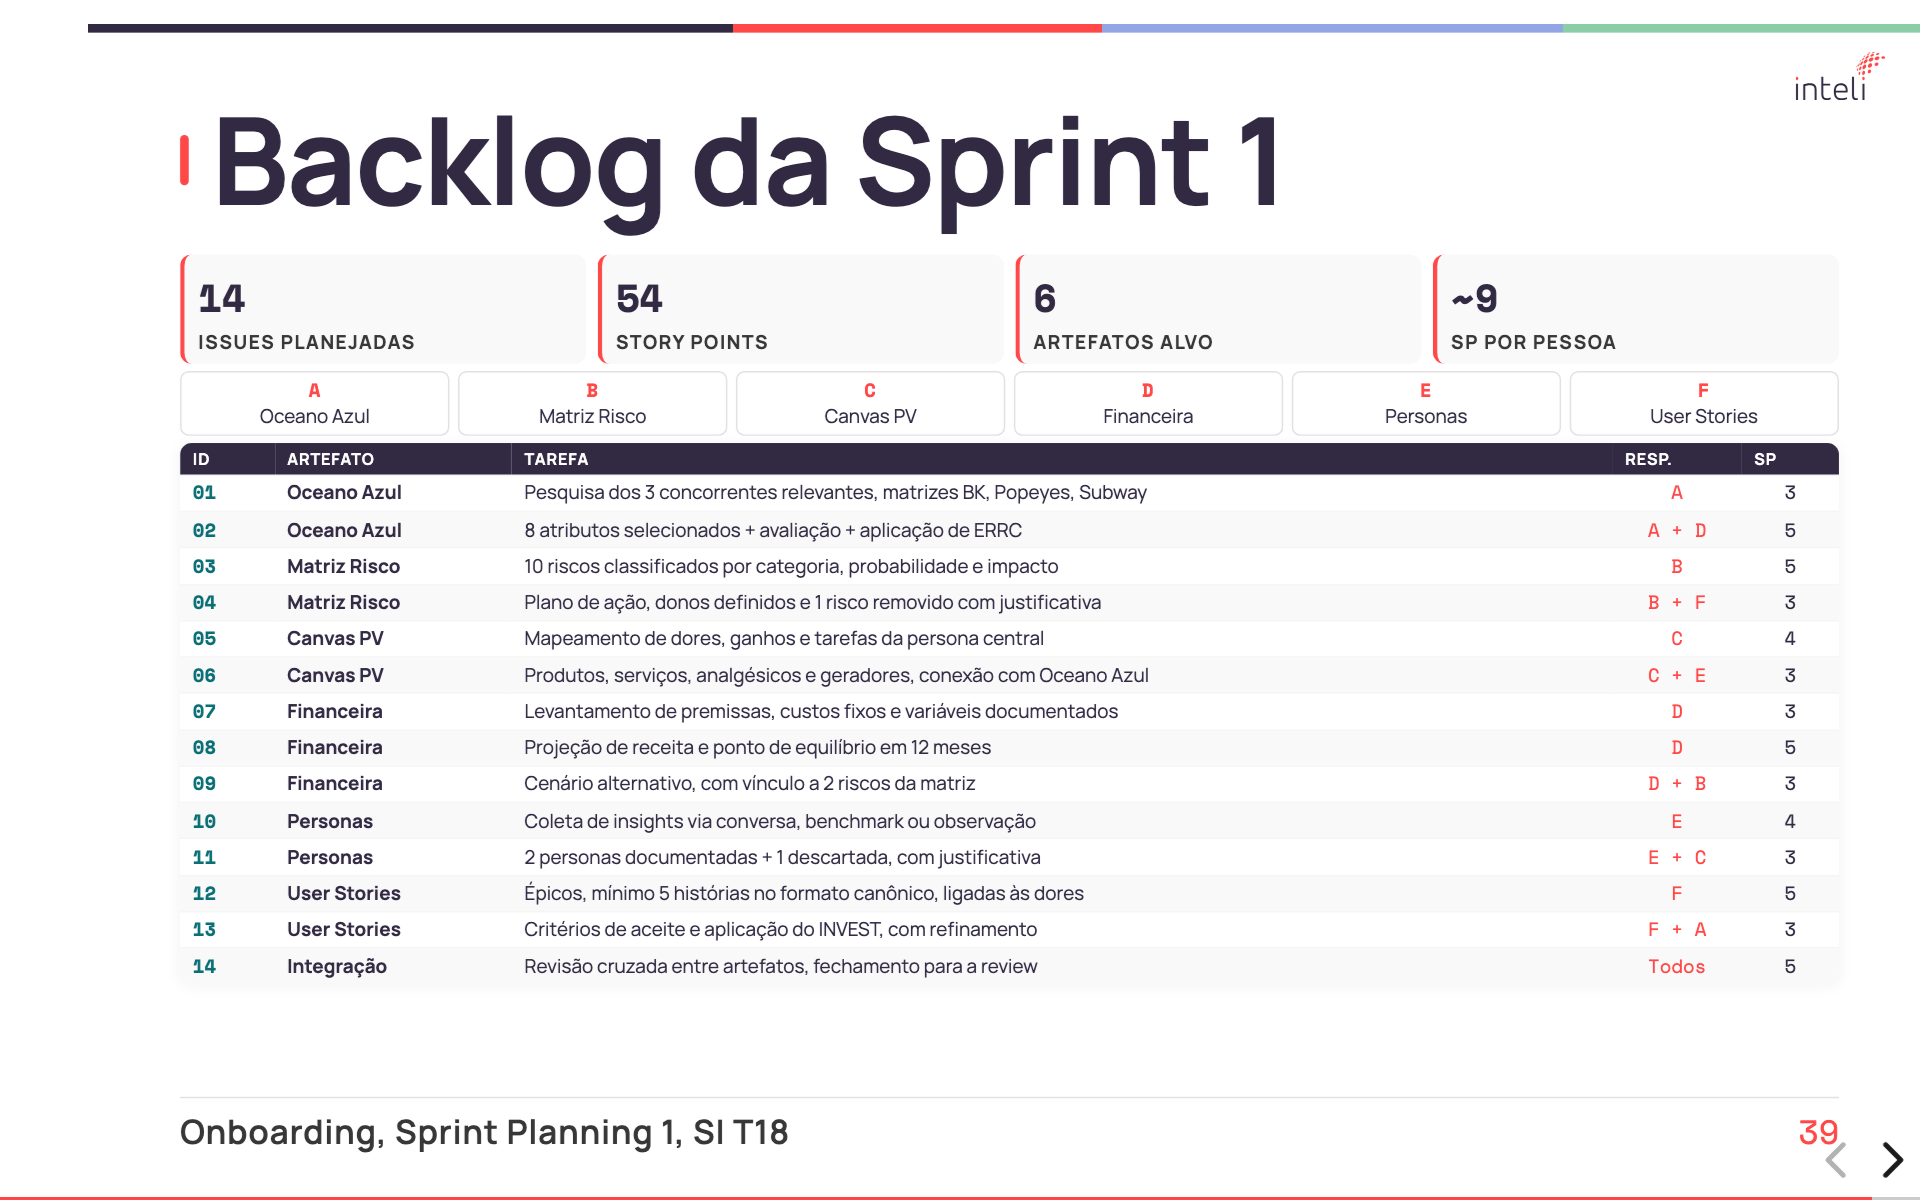 inteli
Backlog da Sprint 1
14
ISSUES PLANEJADAS
54
STORY POINTS
6
ARTEFATOS ALVO
~9
SP POR PESSOA
A
Oceano Azul
B
Matriz Risco
C
Canvas PV
D
Financeira
E
Personas
F
User Stories
ID ARTEFATO TAREFA RESP. SP
01 Oceano Azul Pesquisa dos 3 concorrentes relevantes, matrizes BK, Popeyes, Subway A 3
02 Oceano Azul 8 atributos selecionados + avaliação + aplicação de ERRC A + D 5
03 Matriz Risco 10 riscos classificados por categoria, probabilidade e impacto B 5
04 Matriz Risco Plano de ação, donos definidos e 1 risco removido com justificativa B + F 3
05 Canvas PV Mapeamento de dores, ganhos e tarefas da persona central C 4
06 Canvas PV Produtos, serviços, analgésicos e geradores, conexão com Oceano Azul C + E 3
07 Financeira Levantamento de premissas, custos fixos e variáveis documentados D 3
08 Financeira Projeção de receita e ponto de equilíbrio em 12 meses D 5
09 Financeira Cenário alternativo, com vínculo a 2 riscos da matriz D + B 3
10 Personas Coleta de insights via conversa, benchmark ou observação E 4
11 Personas 2 personas documentadas + 1 descartada, com justificativa E + C 3
12 User Stories Épicos, mínimo 5 histórias no formato canônico, ligadas às dores F 5
13 User Stories Critérios de aceite e aplicação do INVEST, com refinamento F + A 3
14 Integração Revisão cruzada entre artefatos, fechamento para a review Todos 5
Onboarding, Sprint Planning 1, SI T18
39